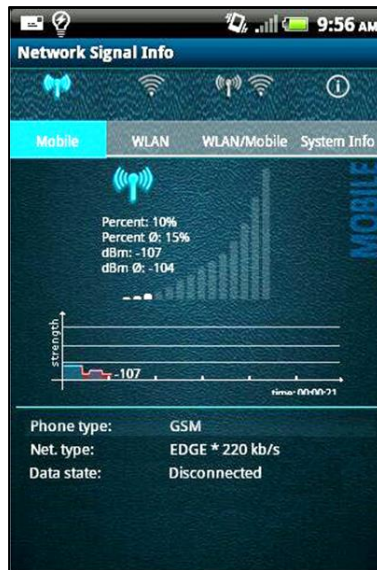 9:56 AM
Network Signal Info
Mobile
WLAN
WLAN/Mobile
System Info
MOBILE
Percent: 10%
Percent Ø: 15%
dBm: -107
dBm Ø: -104
strength
-107
time: 00:00:21
Phone type: GSM
Net. type: EDGE * 220 kb/s
Data state: Disconnected